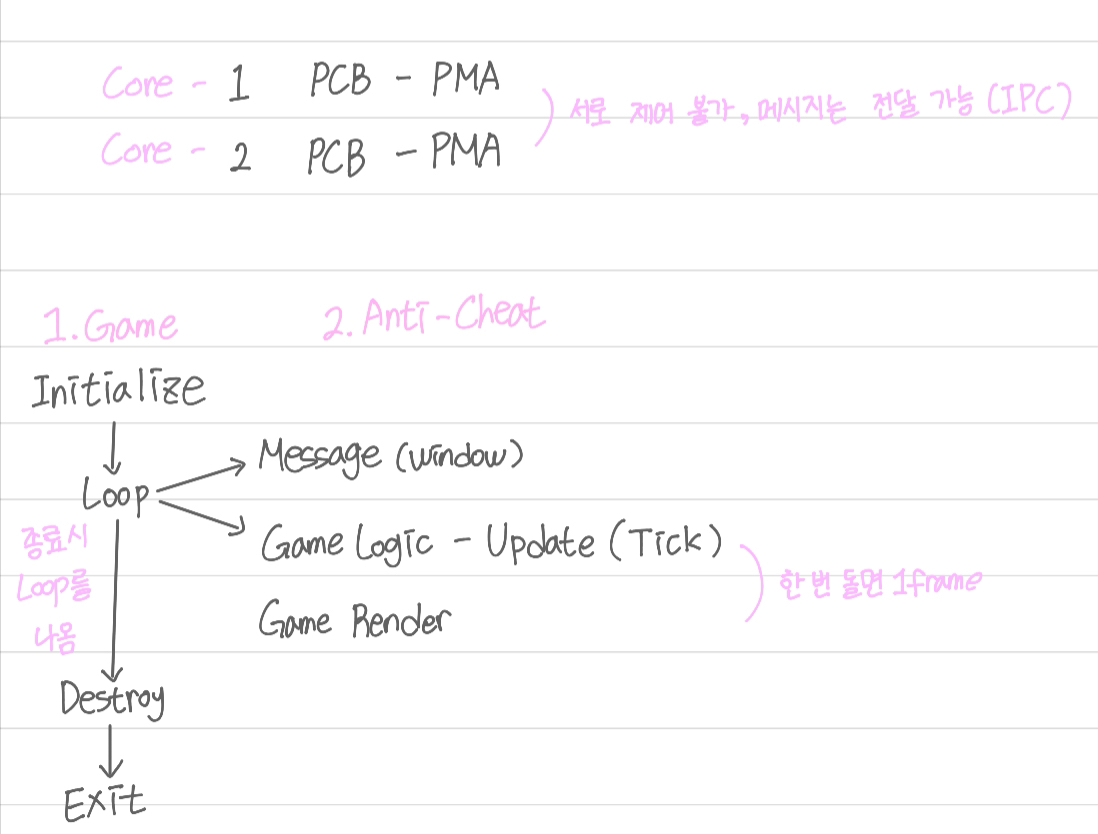 Core - 1 PCB - PMA
Core - 2 PCB - PMA
서로 제어 불가, 메시지는 전달 가능 (IPC)
1. Game 2. Anti-Cheat
Initialize
Loop
Message (window)
Game Logic - Update (Tick)
Game Render
한 번 돌면 1frame
종료시
Loop를
나옴
Destroy
Exit